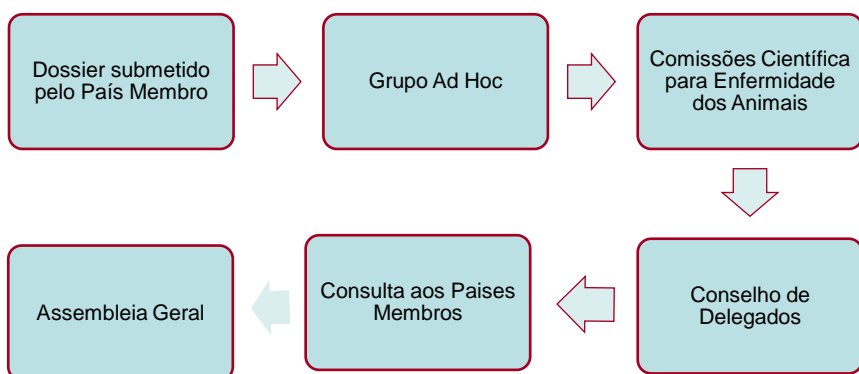 Dossier submetido
pelo País Membro
Grupo Ad Hoc
Comissões Científica
para Enfermidade
dos Animais
Conselho de
Delegados
Consulta aos Paises
Membros
Assembleia Geral